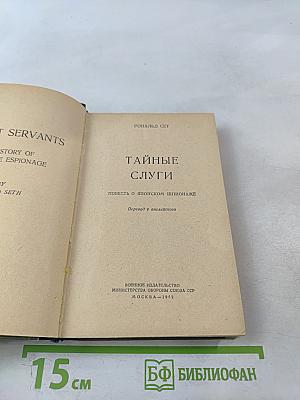 T SERVANTS
STORY OF
E ESPIONAGE
BY
D SETH
РОНАЛЬД СЕТ
ТАЙНЫЕ
СЛУГИ
ПОВЕСТЬ О ЯПОНСКОМ ШПИОНАЖЕ
Перевод с английского
ВОЕННОЕ ИЗДАТЕЛЬСТВО
МИНИСТЕРСТВА ОБОРОНЫ СОЮЗА ССР
МОСКВА—
15 см
БФ БИБЛИОФАН